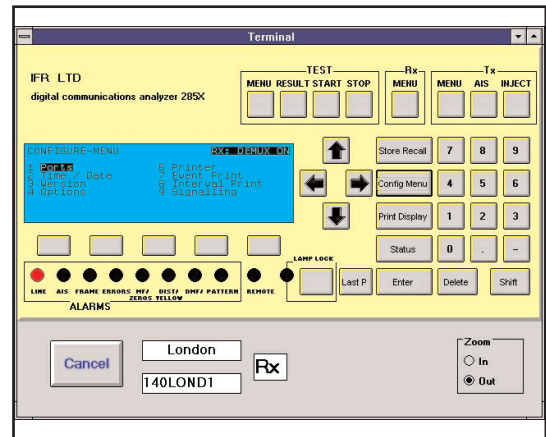 Terminal
IFR LTD
digital communications analyzer 285X
TEST
Rx
Tx
MENU RESULT START STOP
MENU
MENU AIS INJECT
CONFIGURE-MENU RX: DEMUX ON
1 Ports 6 Printer
2 Time / Date 7 Event Print
3 Version 8 Interval Print
4 Options 9 Signalling
Store Recall 7 8 9
Config Menu 4 5 6
Print Display 1 2 3
Status 0 . –
Last P Enter Delete Shift
LAMP LOCK
LINE AIS FRAME ERRORS MF/ DIST/ DMF/ PATTERN REMOTE
ZEROS YELLOW
ALARMS
Cancel
London
140LOND1
Rx
Zoom
In
Out